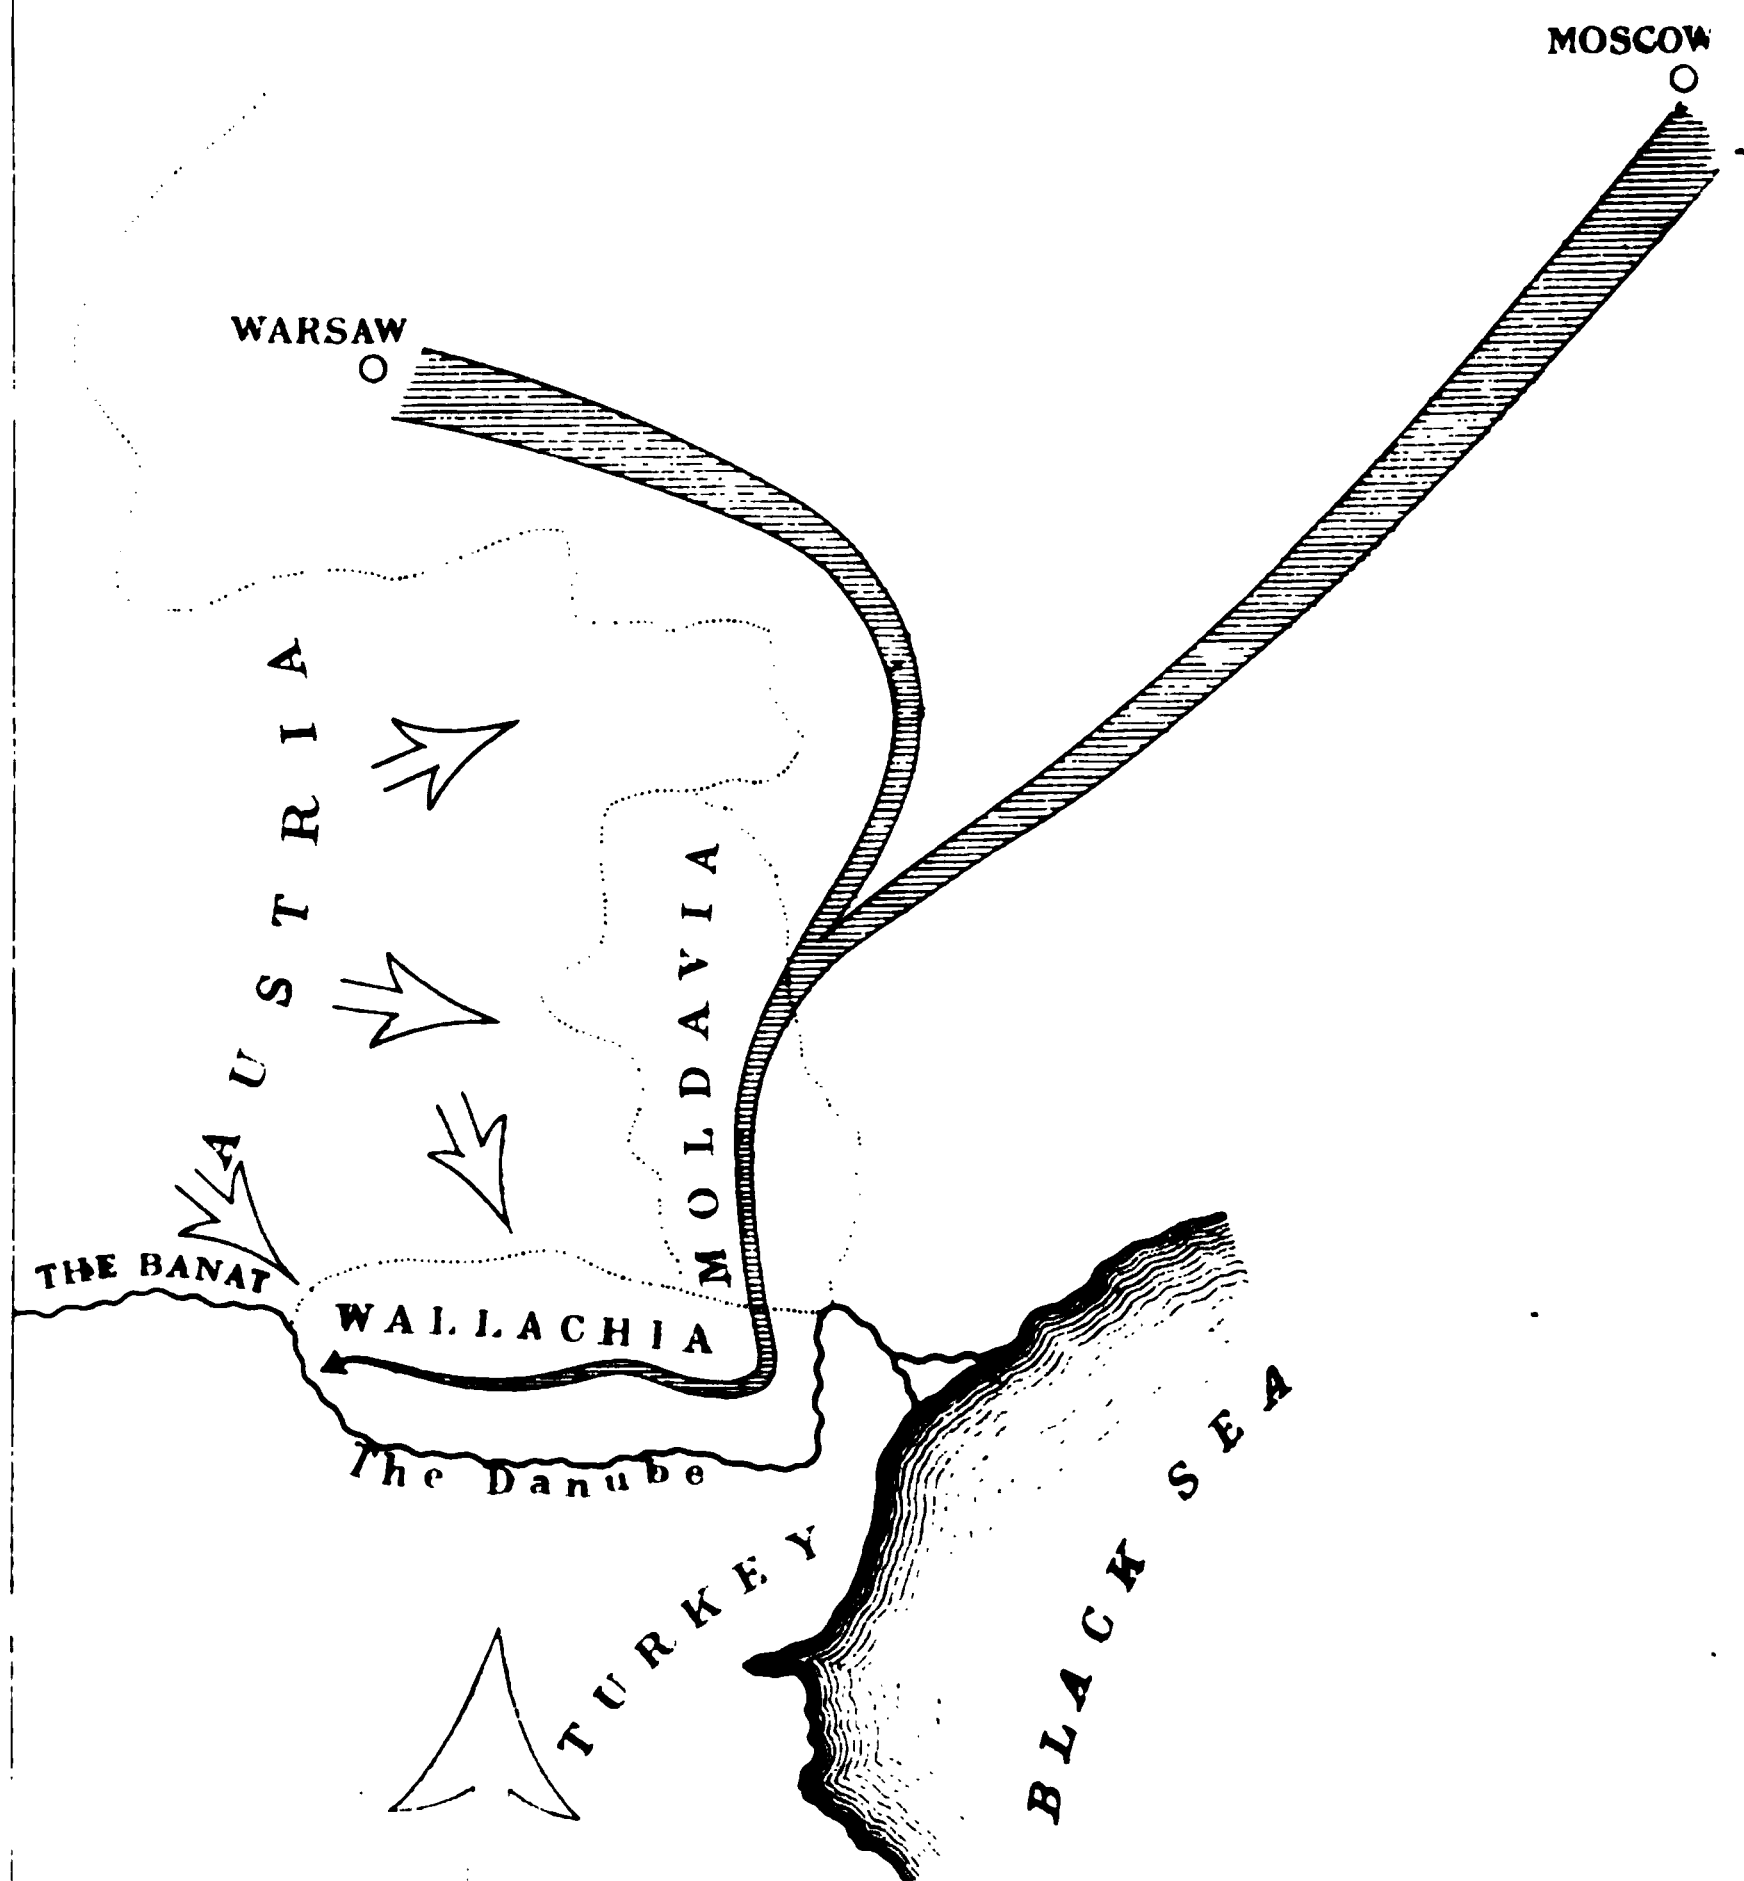 MOSCOW
WARSAW
AUSTRIA
MOLDAVIA
THE BANAT
WALLACHIA
The Danube
TURKEY
BLACK SEA